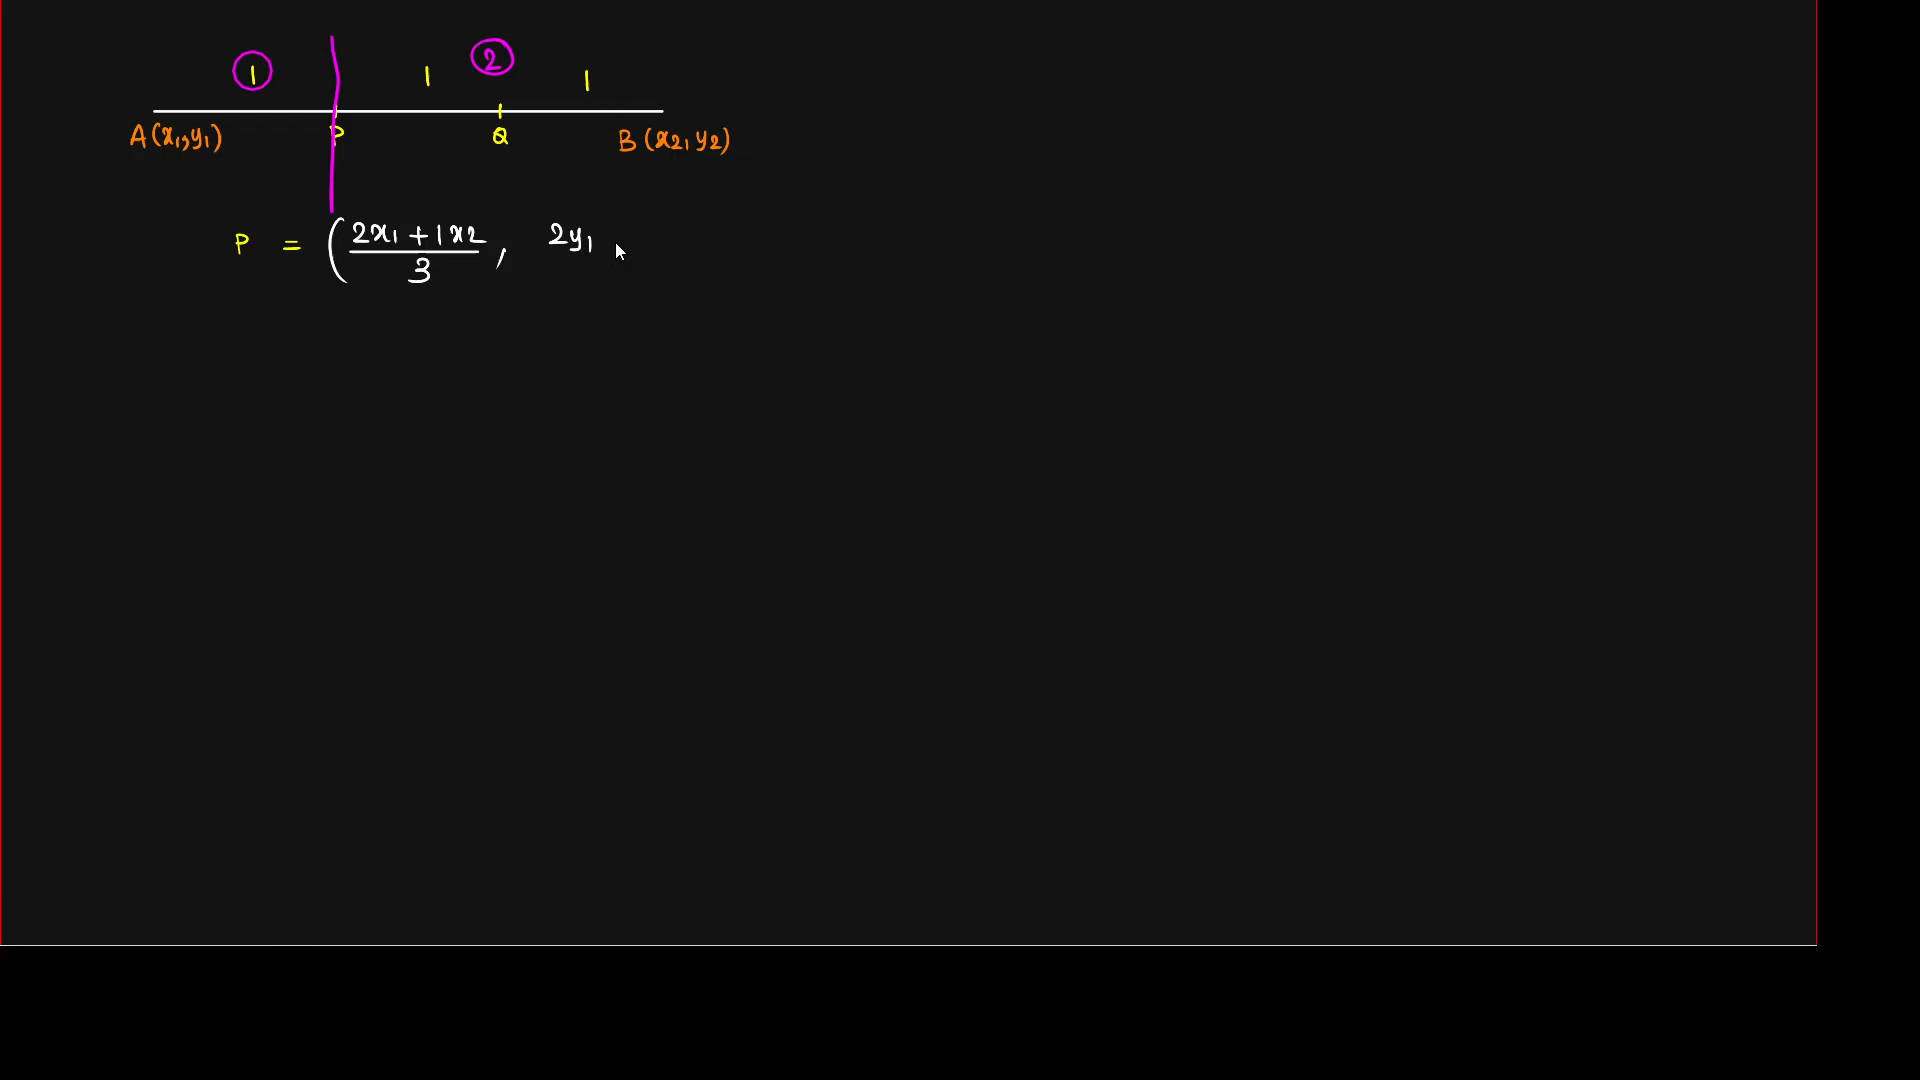 1 1 2 1
A(x₁,y₁) P Q B(x₂, y₂)
P = (2x₁ + 1x₂ / 3 , 2y₁